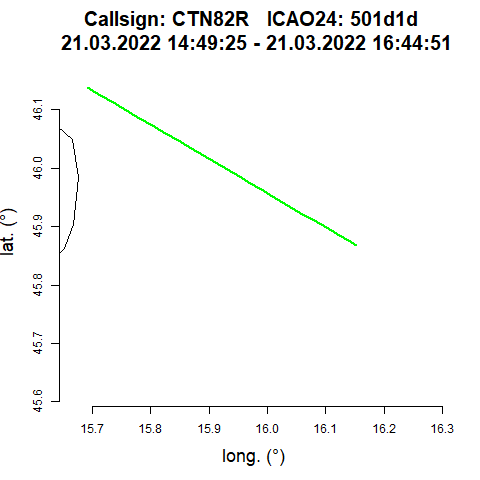 Callsign: CTN82R   ICAO24: 501d1d
21.03.2022 14:49:25 - 21.03.2022 16:44:51
46.1
46.0
45.9
45.8
45.7
45.6
lat. (°)
15.7 15.8 15.9 16.0 16.1 16.2 16.3
long. (°)